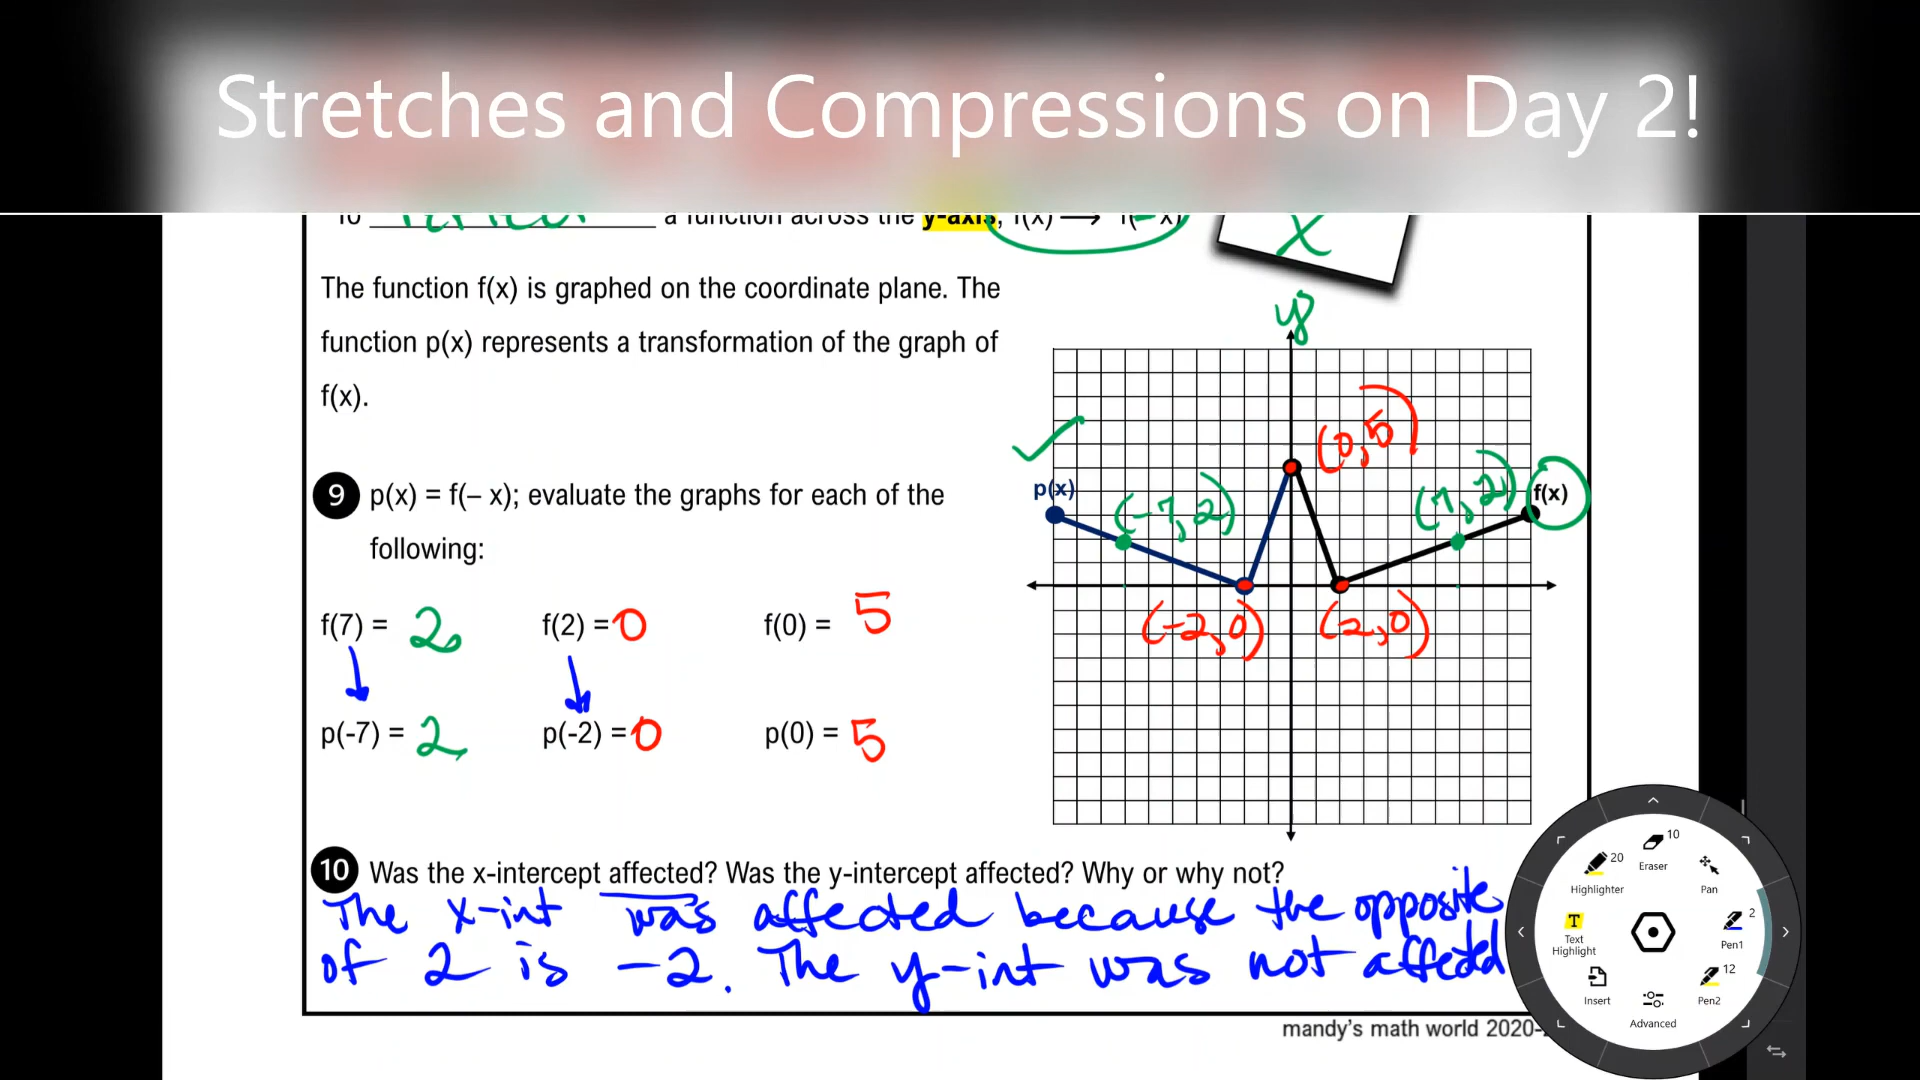 Stretches and Compressions on Day 2!
To reflect a function across the y-axis, f(x) → f(-x)
x
The function f(x) is graphed on the coordinate plane. The
function p(x) represents a transformation of the graph of
f(x).
y
(0,5)
p(x)
(-7,2)
(7,2)
f(x)
(-2,0)
(2,0)
9 p(x) = f(– x); evaluate the graphs for each of the
following:
f(7) = 2 f(2) = 0 f(0) = 5
p(-7) = 2 p(-2) = 0 p(0) = 5
10 Was the x-intercept affected? Was the y-intercept affected? Why or why not?
The x-int was affected because the opposite
of 2 is -2. The y-int was not affected
mandy's math world 2020-
10
Eraser
20
Highlighter
Pan
T
Text
Highlight
2
Pen1
Insert
12
Pen2
Advanced